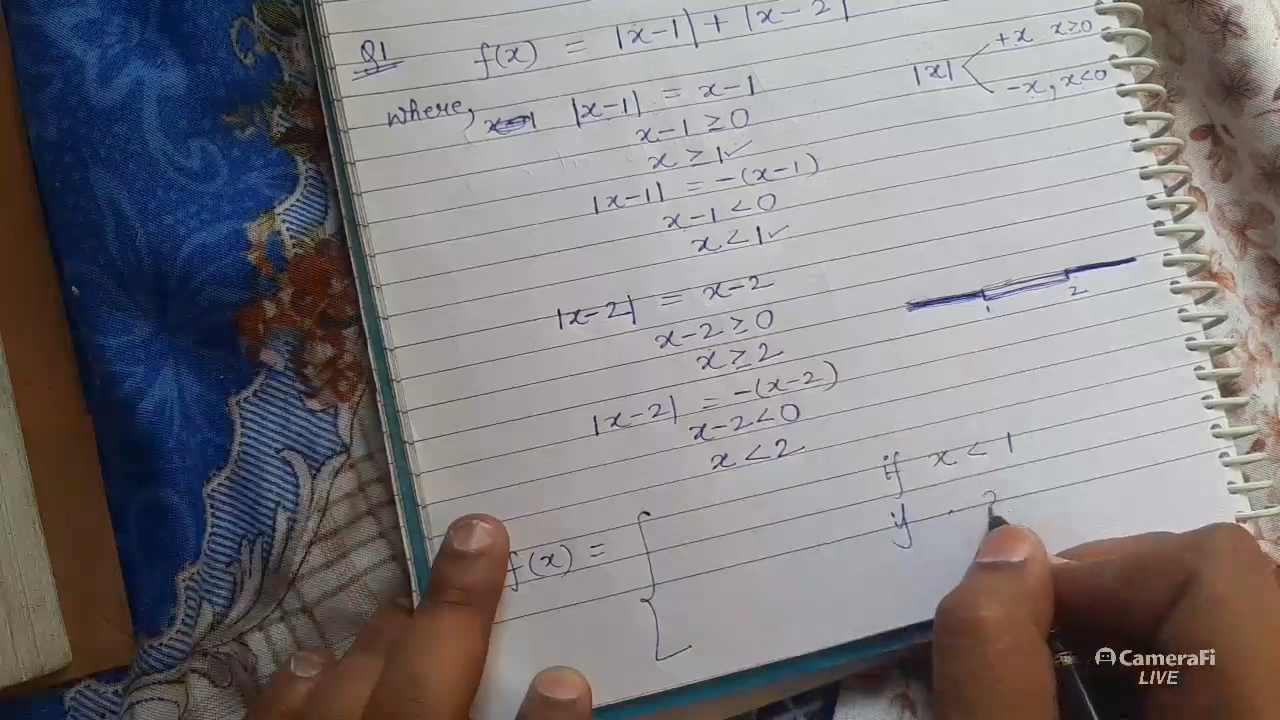 Q1 f(x) = |x-1| + |x-2|
where, |x-1| = x-1
x-1 ≥ 0
x ≥ 1 ✓
|x-1| = -(x-1)
x-1 < 0
x < 1 ✓
|x-2| = x-2
x-2 ≥ 0
x ≥ 2
|x-2| = -(x-2)
x-2 < 0
x < 2
f(x) = {
if x < 1
if
|x| < +x x≥0
-x, x<0
1 2
CameraFi
LIVE